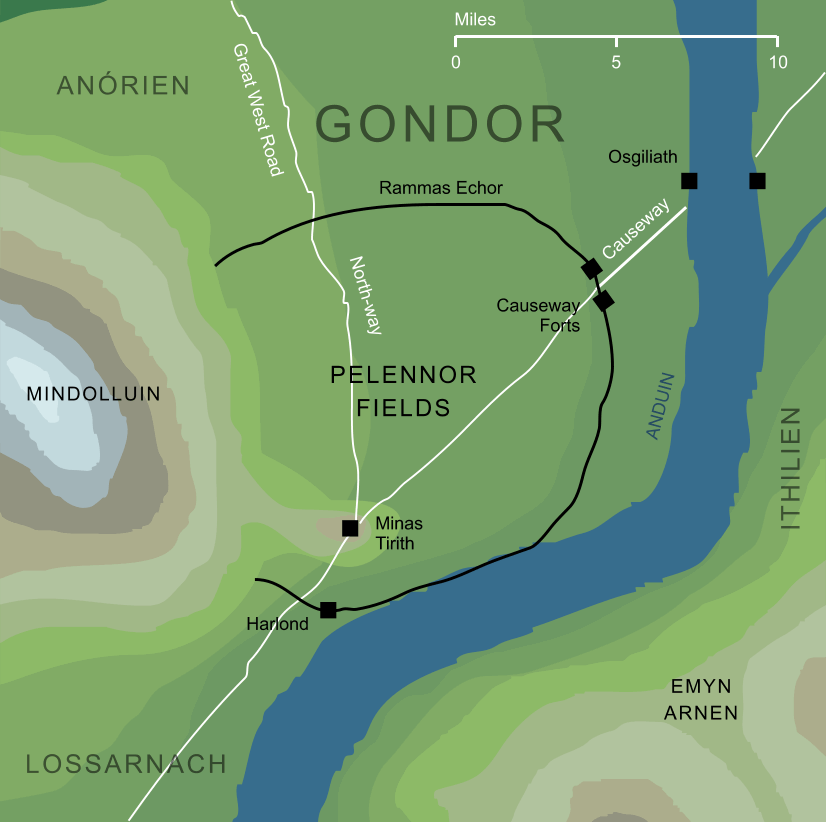 Miles
0 5 10
ANÓRIEN
Great West Road
GONDOR
Osgiliath
Rammas Echor
Causeway
North-way
Causeway
Forts
PELENNOR
FIELDS
MINDOLLUIN
ANDUIN
ITHILIEN
Minas
Tirith
Harlond
EMYN
ARNEN
LOSSARNACH